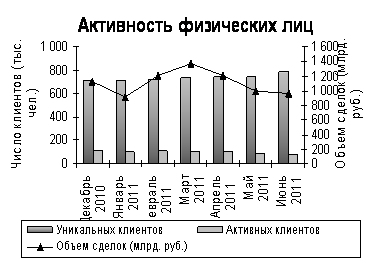 Активность физических лиц
Число клиентов (тыс. чел.)
1 000
800
600
400
200
0
1 600
1 400
1 200
1 000
800
600
400
200
0
Объем сделок (млрд. руб.)
Декабрь 2010
Январь 2011
евраль 2011
Март 2011
Апрель 2011
Май 2011
Июнь 2011
Уникальных клиентов
Активных клиентов
Объем сделок (млрд. руб.)